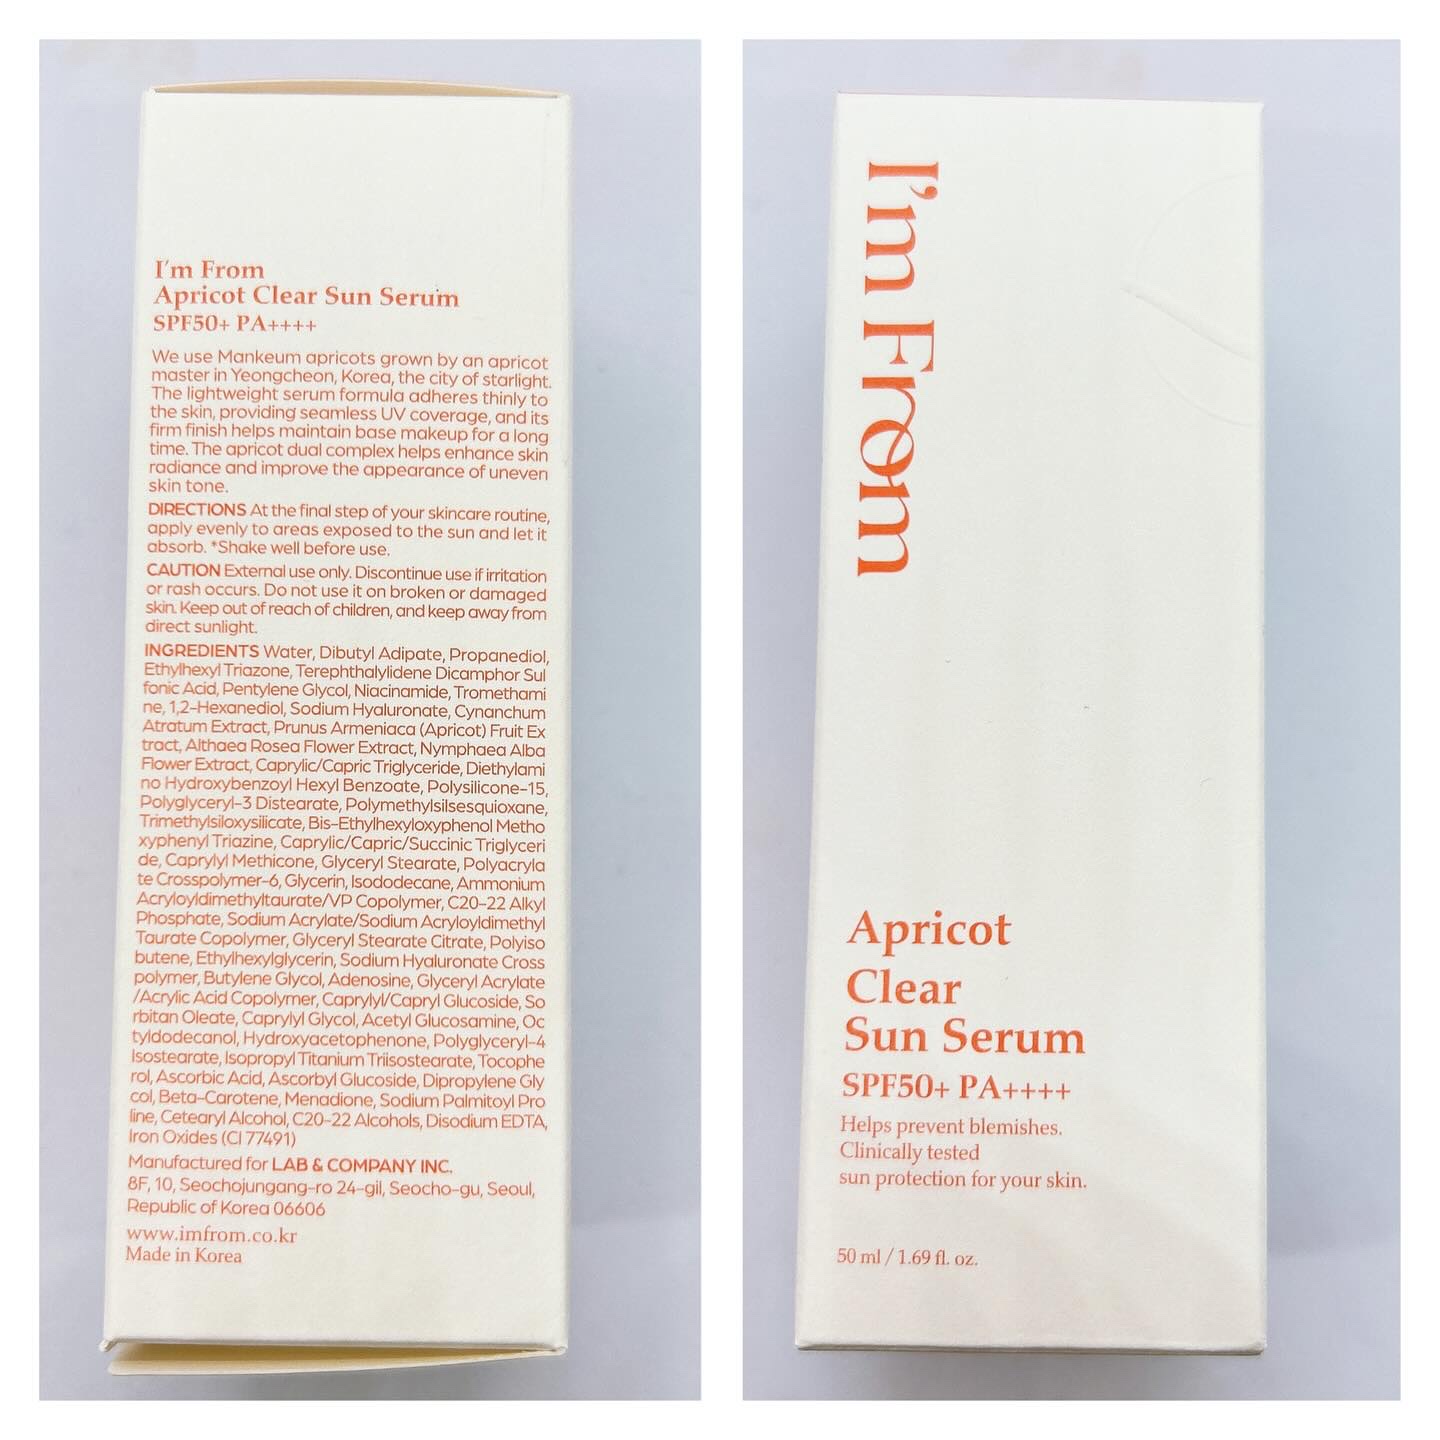 I'm From
Apricot Clear Sun Serum
SPF50+ PA++++
We use Mankeum apricots grown by an apricot
master in Yeongcheon, Korea, the city of starlight.
The lightweight serum formula adheres thinly to
the skin, providing seamless UV coverage, and its
firm finish helps maintain base makeup for a long
time. The apricot dual complex helps enhance skin
radiance and improve the appearance of uneven
skin tone.
DIRECTIONS At the final step of your skincare routine,
apply evenly to areas exposed to the sun and let it
absorb. *Shake well before use.
CAUTION External use only. Discontinue use if irritation
or rash occurs. Do not use it on broken or damaged
skin. Keep out of reach of children, and keep away from
direct sunlight.
INGREDIENTS Water, Dibutyl Adipate, Propanediol,
Ethylhexyl Triazone, Terephthalylidene Dicamphor Sul
fonic Acid, Pentylene Glycol, Niacinamide, Tromethami
ne, 1,2-Hexanediol, Sodium Hyaluronate, Cynanchum
Atratum Extract, Prunus Armeniaca (Apricot) Fruit Ex
tract, Althaea Rosea Flower Extract, Nymphaea Alba
Flower Extract, Caprylic/Capric Triglyceride, Diethylami
no Hydroxybenzoyl Hexyl Benzoate, Polysilicone-15,
Polyglyceryl-3 Distearate, Polymethylsilsesquioxane,
Trimethylsiloxysilicate, Bis-Ethylhexyloxyphenol Metho
xyphenyl Triazine, Caprylic/Capric/Succinic Triglyceri
de, Caprylyl Methicone, Glyceryl Stearate, Polyacryla
te Crosspolymer-6, Glycerin, Isododecane, Ammonium
Acryloyldimethyltaurate/VP Copolymer, C20-22 Alkyl
Phosphate, Sodium Acrylate/Sodium Acryloyldimethyl
Taurate Copolymer, Glyceryl Stearate Citrate, Polyiso
butene, Ethylhexylglycerin, Sodium Hyaluronate Cross
polymer, Butylene Glycol, Adenosine, Glyceryl Acrylate
/Acrylic Acid Copolymer, Caprylyl/Capryl Glucoside, So
rbitan Oleate, Caprylyl Glycol, Acetyl Glucosamine, Oc
tyldodecanol, Hydroxyacetophenone, Polyglyceryl-4
Isostearate, Isopropyl Titanium Triisostearate, Tocophe
rol, Ascorbic Acid, Ascorbyl Glucoside, Dipropylene Gly
col, Beta-Carotene, Menadione, Sodium Palmitoyl Pro
line, Cetearyl Alcohol, C20-22 Alcohols, Disodium EDTA,
Iron Oxides (CI 77491)
Manufactured for LAB & COMPANY INC.
8F, 10, Seochojungang-ro 24-gil, Seocho-gu, Seoul,
Republic of Korea 06606
www.imfrom.co.kr
Made in Korea
I'm From
Apricot
Clear
Sun Serum
SPF50+ PA++++
Helps prevent blemishes.
Clinically tested
sun protection for your skin.
50 ml / 1.69 fl. oz.